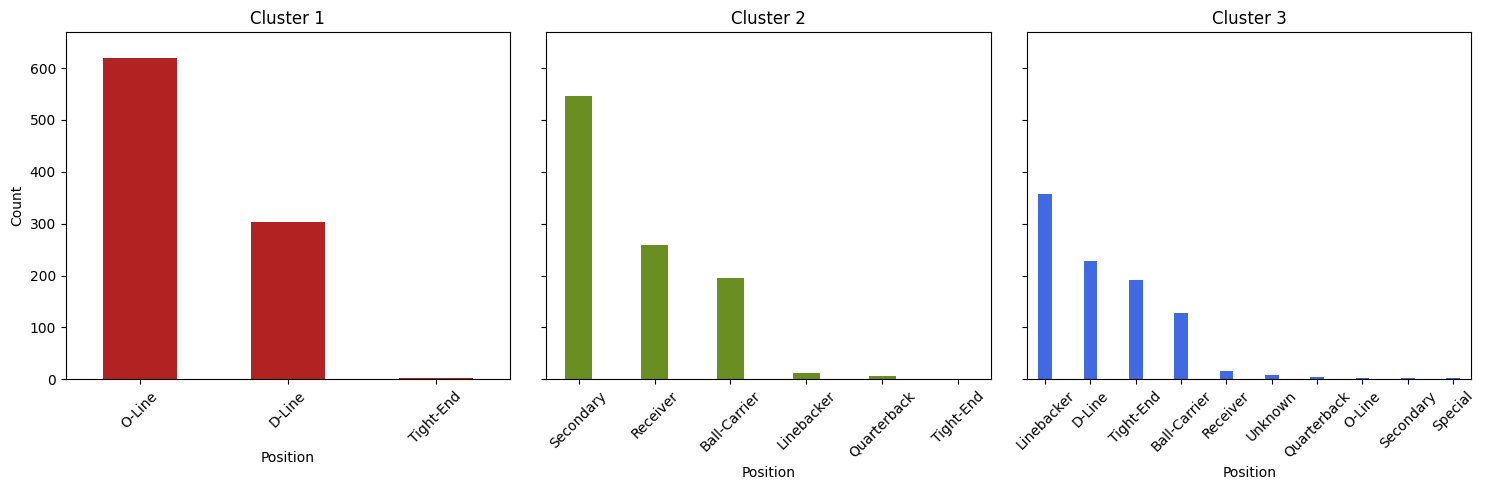 Cluster 1
Cluster 2
Cluster 3
Count
600
500
400
300
200
100
0
O-Line
D-Line
Tight-End
Position
Secondary
Receiver
Ball-Carrier
Linebacker
Quarterback
Tight-End
Position
Linebacker
D-Line
Tight-End
Ball-Carrier
Receiver
Unknown
Quarterback
O-Line
Secondary
Special
Position